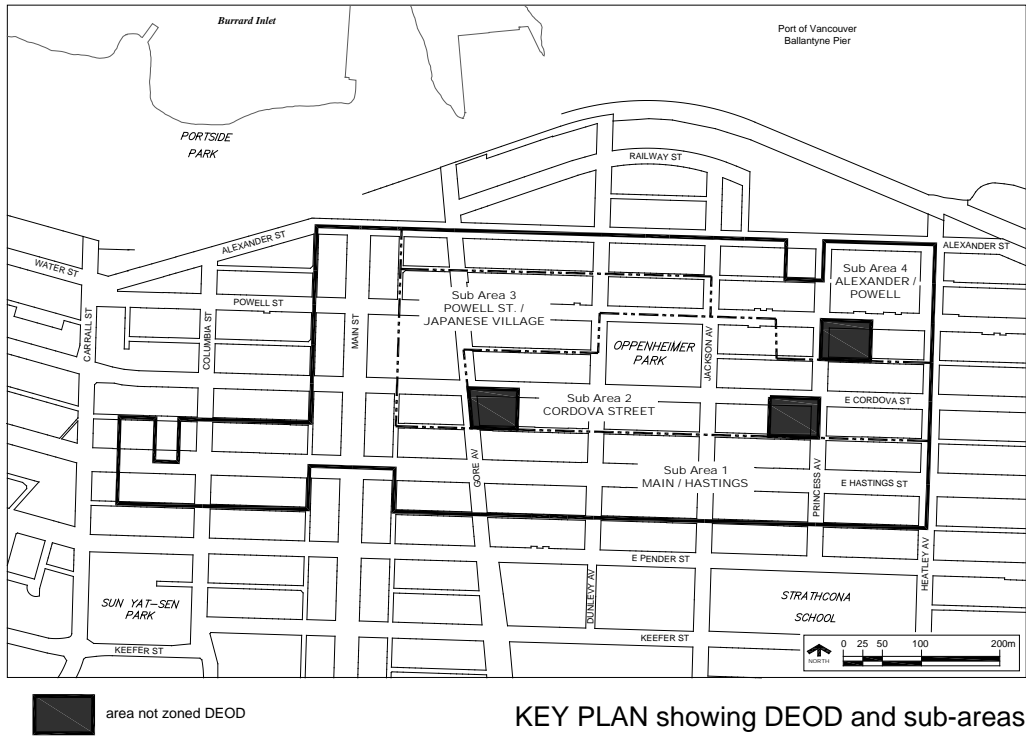 Burrard Inlet
Port of Vancouver
Ballantyne Pier
PORTSIDE
PARK
RAILWAY ST
ALEXANDER ST
ALEXANDER ST
WATER ST
Sub Area 4
ALEXANDER /
POWELL
Sub Area 3
POWELL ST. /
JAPANESE VILLAGE
POWELL ST
CARRALL ST
COLUMBIA ST
MAIN ST
OPPENHEIMER
PARK
JACKSON AV
Sub Area 2
CORDOVA STREET
E CORDOVA ST
GORE AV
Sub Area 1
MAIN / HASTINGS
PRINCESS AV
E HASTINGS ST
E PENDER ST
DUNLEVY AV
HEATLEY AV
SUN YAT-SEN
PARK
STRATHCONA
SCHOOL
KEEFER ST
KEEFER ST
NORTH
0 25 50 100 200m
area not zoned DEOD
KEY PLAN showing DEOD and sub-areas